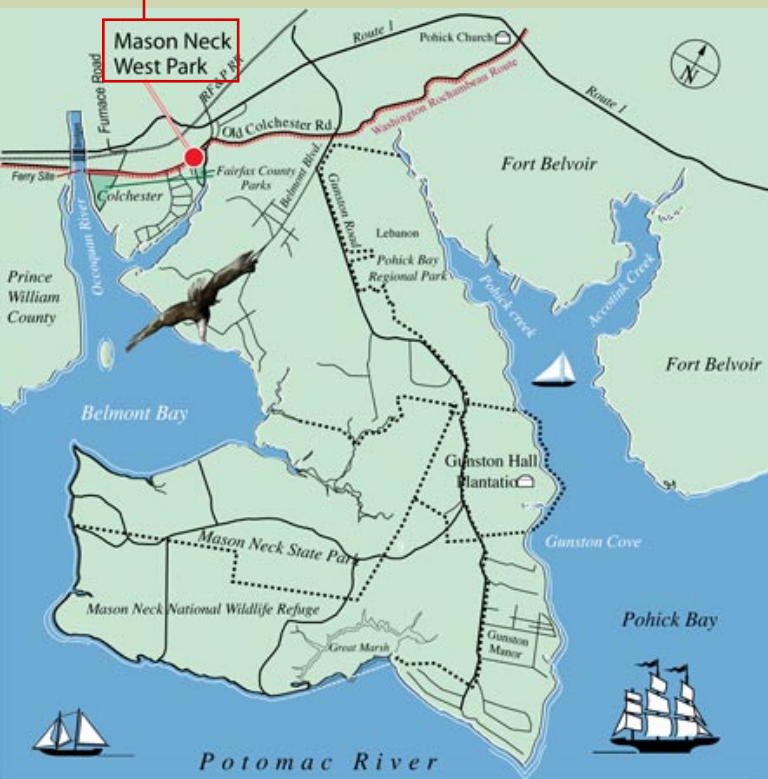 Mason Neck
West Park
Furnace Road
RF&P RR
Route 1
Pohick Church
Route 1
N
Old Colchester Rd.
Washington Rochambeau Route
Ferry Site
Colchester
Fairfax County
Parks
Belmont Blvd.
Gunston Road
Fort Belvoir
Occoquan River
Lebanon
Pohick Bay
Regional Park
Prince
William
County
Pohick creek
Accotink Creek
Fort Belvoir
Belmont Bay
Gunston Hall
Plantation
Mason Neck State Park
Gunston Cove
Mason Neck National Wildlife Refuge
Pohick Bay
Great Marsh
Gunston
Manor
Potomac River